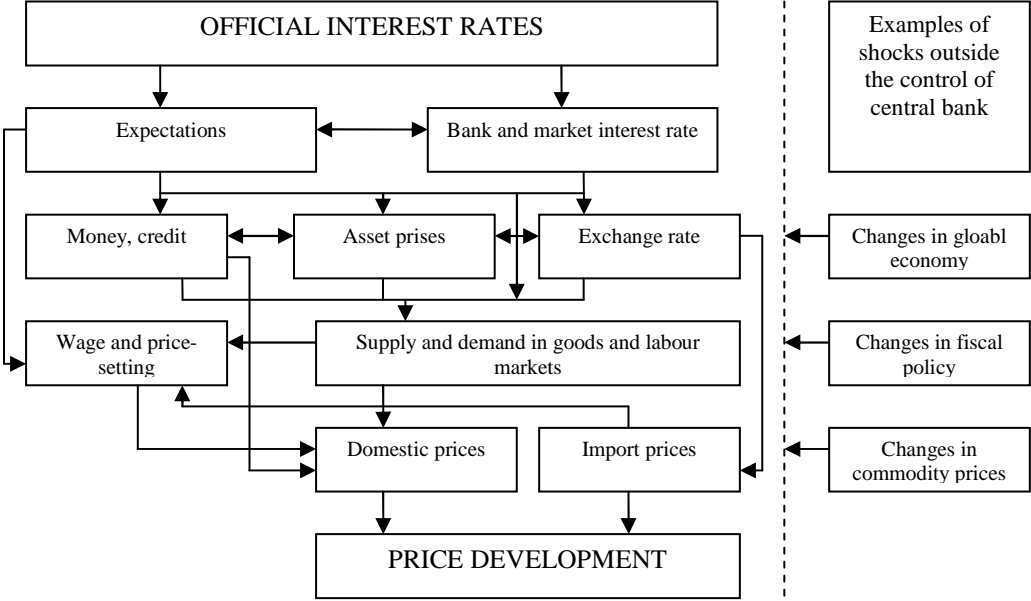 OFFICIAL INTEREST RATES
Examples of
shocks outside
the control of
central bank
Expectations
Bank and market interest rate
Money, credit
Asset prises
Exchange rate
Changes in gloabl
economy
Wage and price-
setting
Supply and demand in goods and labour
markets
Changes in fiscal
policy
Domestic prices
Import prices
Changes in
commodity prices
PRICE DEVELOPMENT